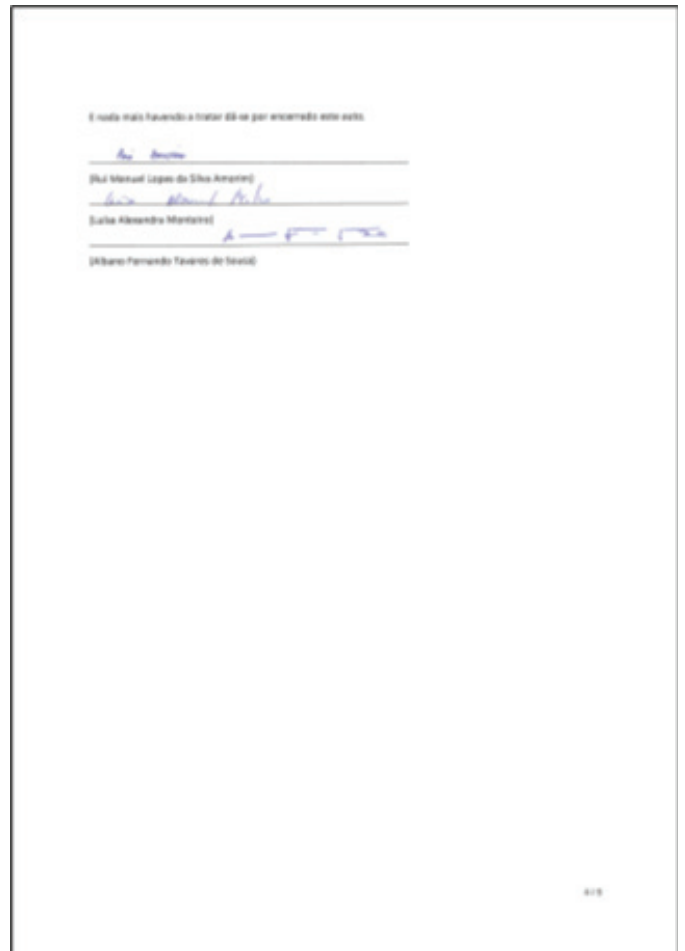 E nada mais havendo a tratar dá-se por encerrado este auto.
(Rui Manuel Lopes da Silva Amorim)
(Luísa Alexandra Monteiro)
(Albano Fernando Tavares de Sousa)